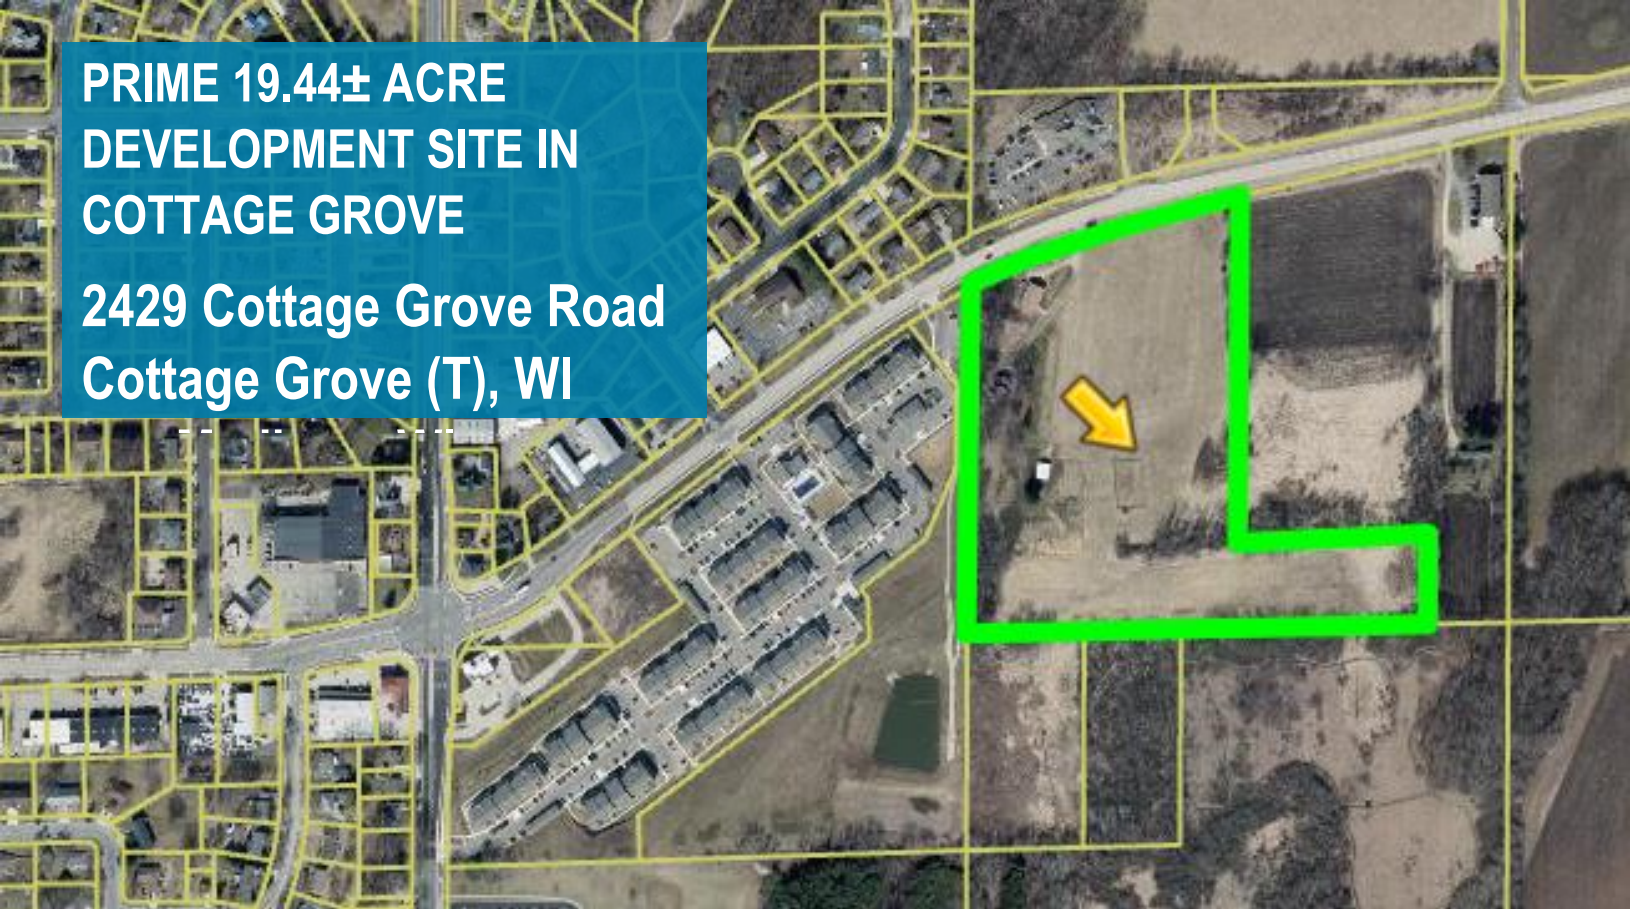 PRIME 19.44± ACRE
DEVELOPMENT SITE IN
COTTAGE GROVE
2429 Cottage Grove Road
Cottage Grove (T), WI